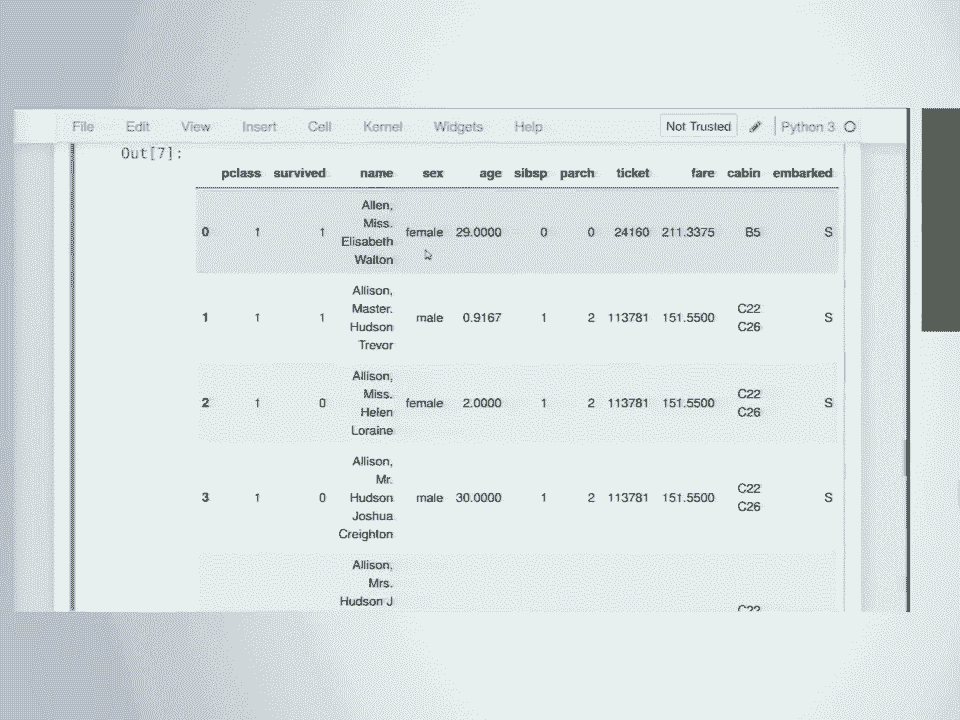 File Edit View Insert Cell Kernel Widgets Help Not Trusted Python 3
Out[7]:
pclass survived name sex age sibsp parch ticket fare cabin embarked
Allen,
Miss.
0 1 1 Elisabeth female 29.0000 0 0 24160 211.3375 B5 S
Walton
Allison,
Master.
1 1 1 Hudson male 0.9167 1 2 113781 151.5500 C22 C26 S
Trevor
Allison,
Miss.
2 1 0 Helen female 2.0000 1 2 113781 151.5500 C22 C26 S
Loraine
Allison,
Mr.
3 1 0 Hudson male 30.0000 1 2 113781 151.5500 C22 C26 S
Joshua
Creighton
Allison,
Mrs.
Hudson J